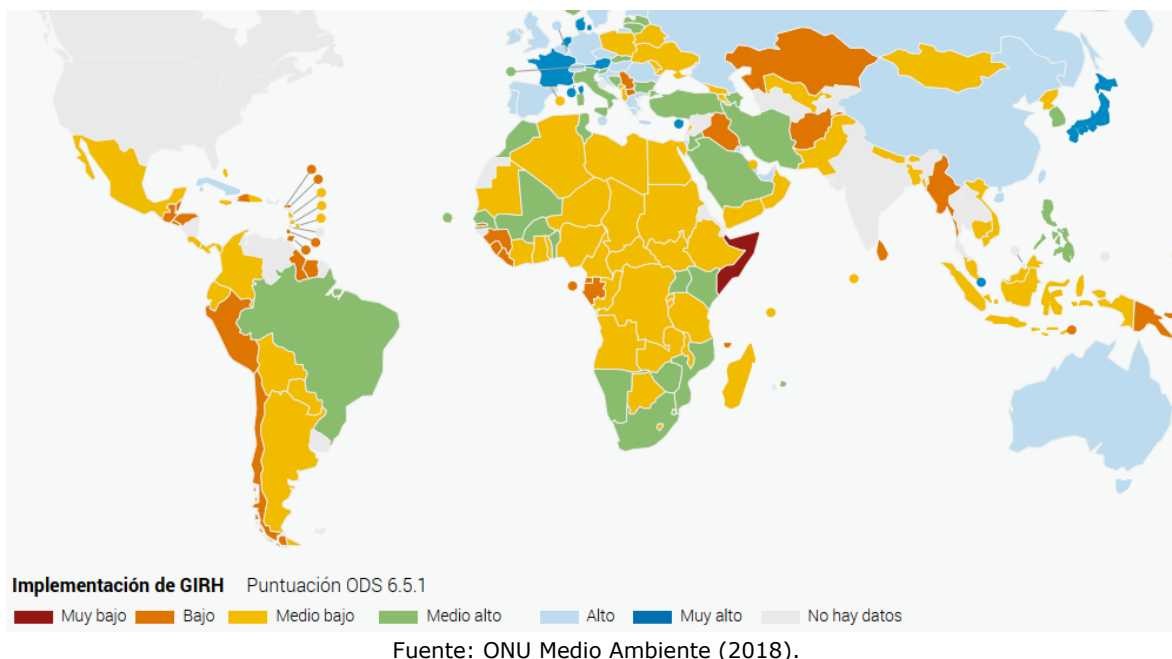 Implementación de GIRH Puntuación ODS 6.5.1
Muy bajo Bajo Medio bajo Medio alto Alto Muy alto No hay datos
Fuente: ONU Medio Ambiente (2018).